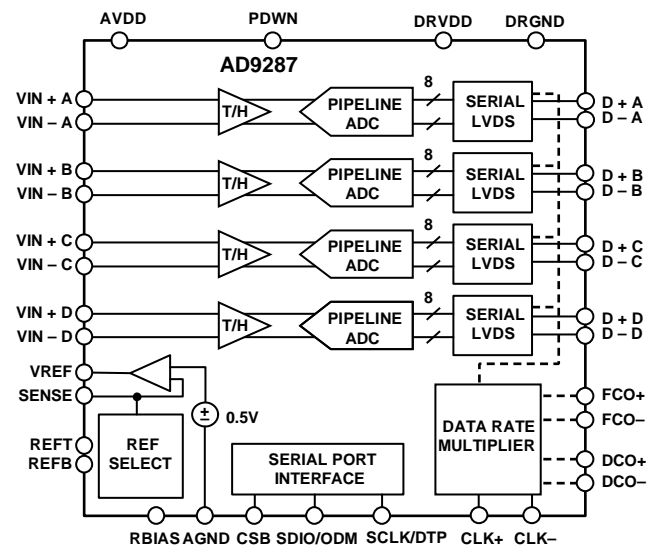 AVDD PDWN DRVDD DRGND
AD9287
VIN + A
VIN – A
T/H
PIPELINE
ADC
8
SERIAL
LVDS
D + A
D – A
VIN + B
VIN – B
T/H
PIPELINE
ADC
8
SERIAL
LVDS
D + B
D – B
VIN + C
VIN – C
T/H
PIPELINE
ADC
8
SERIAL
LVDS
D + C
D – C
VIN + D
VIN – D
T/H
PIPELINE
ADC
8
SERIAL
LVDS
D + D
D – D
VREF
SENSE
+
–
0.5V
REFT
REFB
REF
SELECT
SERIAL PORT
INTERFACE
DATA RATE
MULTIPLIER
FCO+
FCO–
DCO+
DCO–
RBIAS AGND CSB SDIO/ODM SCLK/DTP CLK+ CLK–